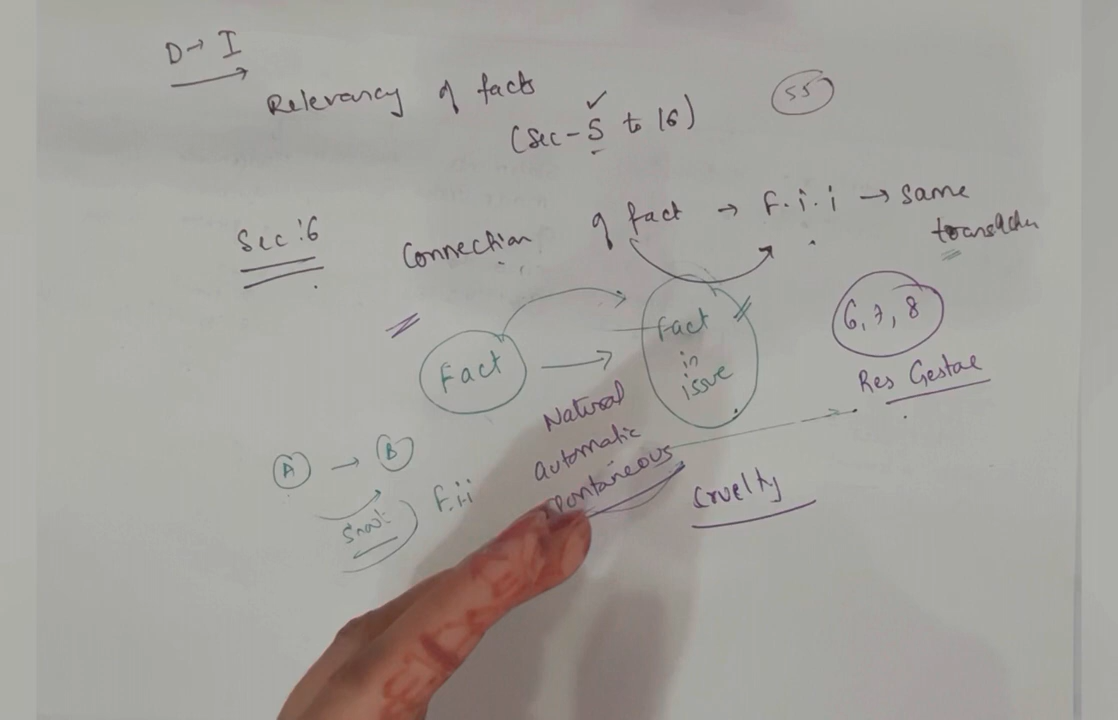 D → I
Relevancy of facts
(Sec - 5 to 16)
55
Sec : 6
Connection of fact → F.i.i → same
transactn
Fact
fact
in
issue
6, 7, 8
Res Gestae
Natural
automatic
spontaneous
A → B
Shoot
F.i.i
Cruelty